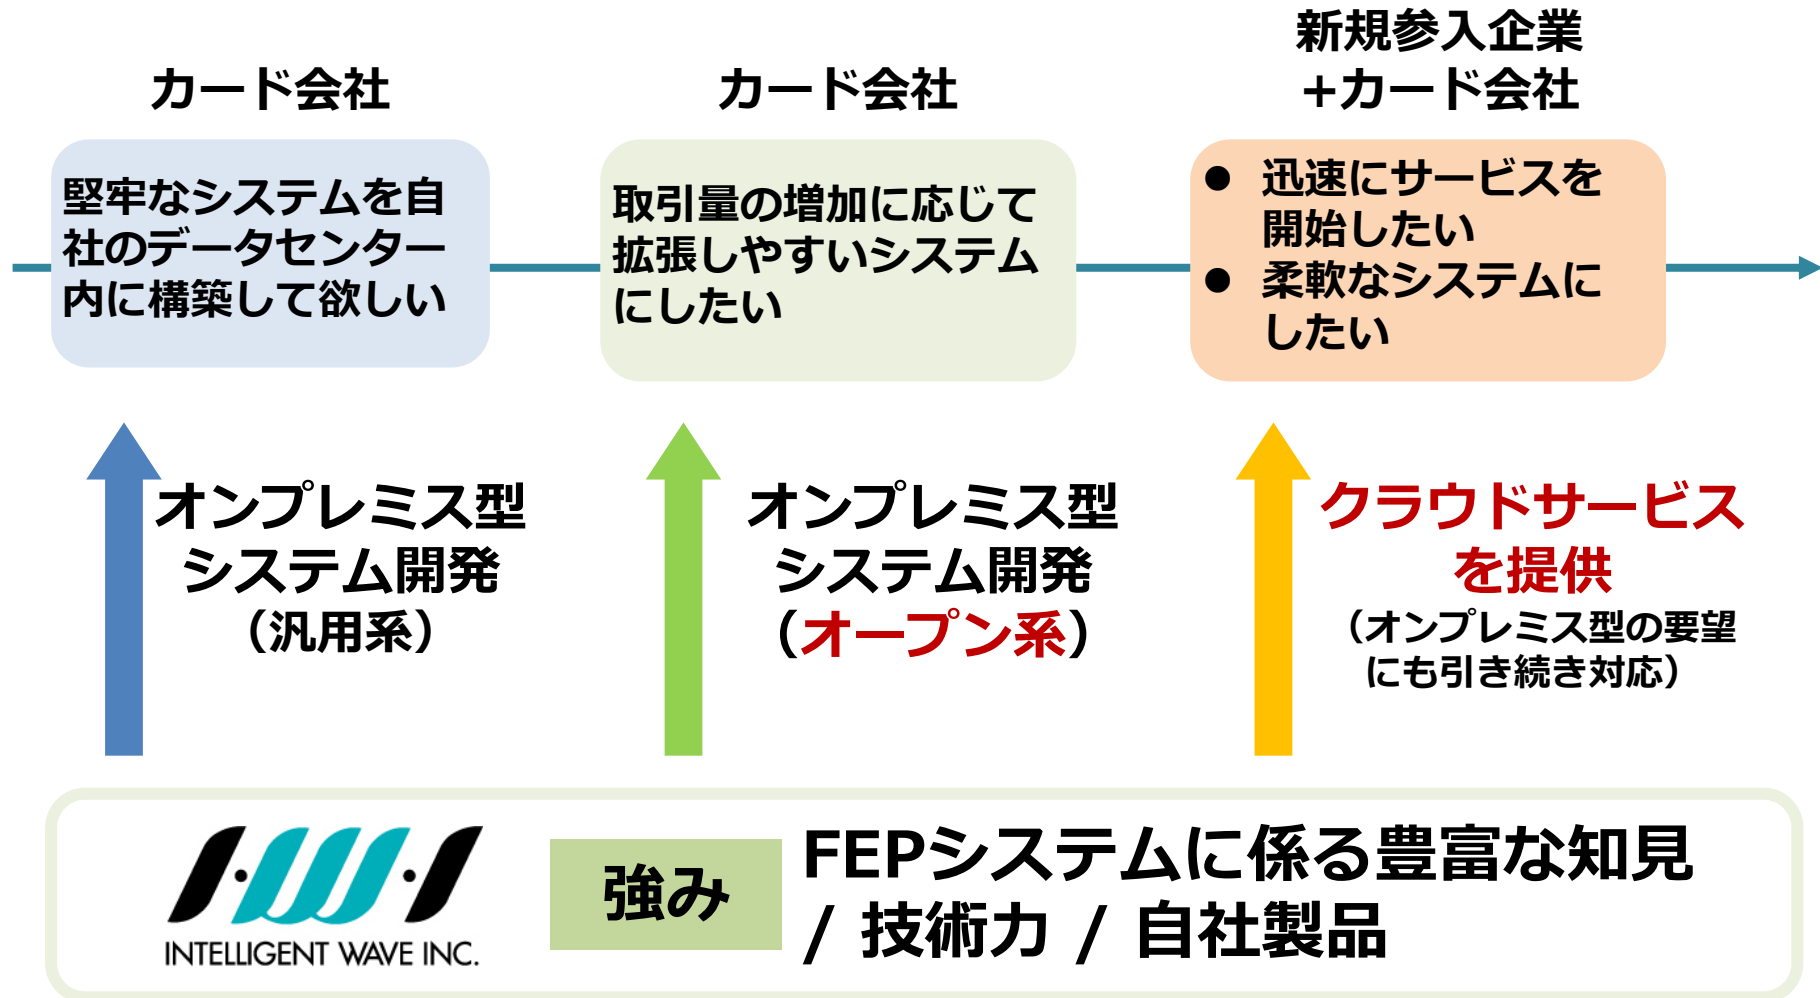 カード会社
堅牢なシステムを自
社のデータセンター
内に構築して欲しい
カード会社
取引量の増加に応じて
拡張しやすいシステム
にしたい
新規参入企業
+カード会社
● 迅速にサービスを
開始したい
● 柔軟なシステムに
したい
オンプレミス型
システム開発
（汎用系）
オンプレミス型
システム開発
（オープン系）
クラウドサービス
を提供
（オンプレミス型の要望
にも引き続き対応）
I・W・I
INTELLIGENT WAVE INC.
強み
FEPシステムに係る豊富な知見
/ 技術力 / 自社製品